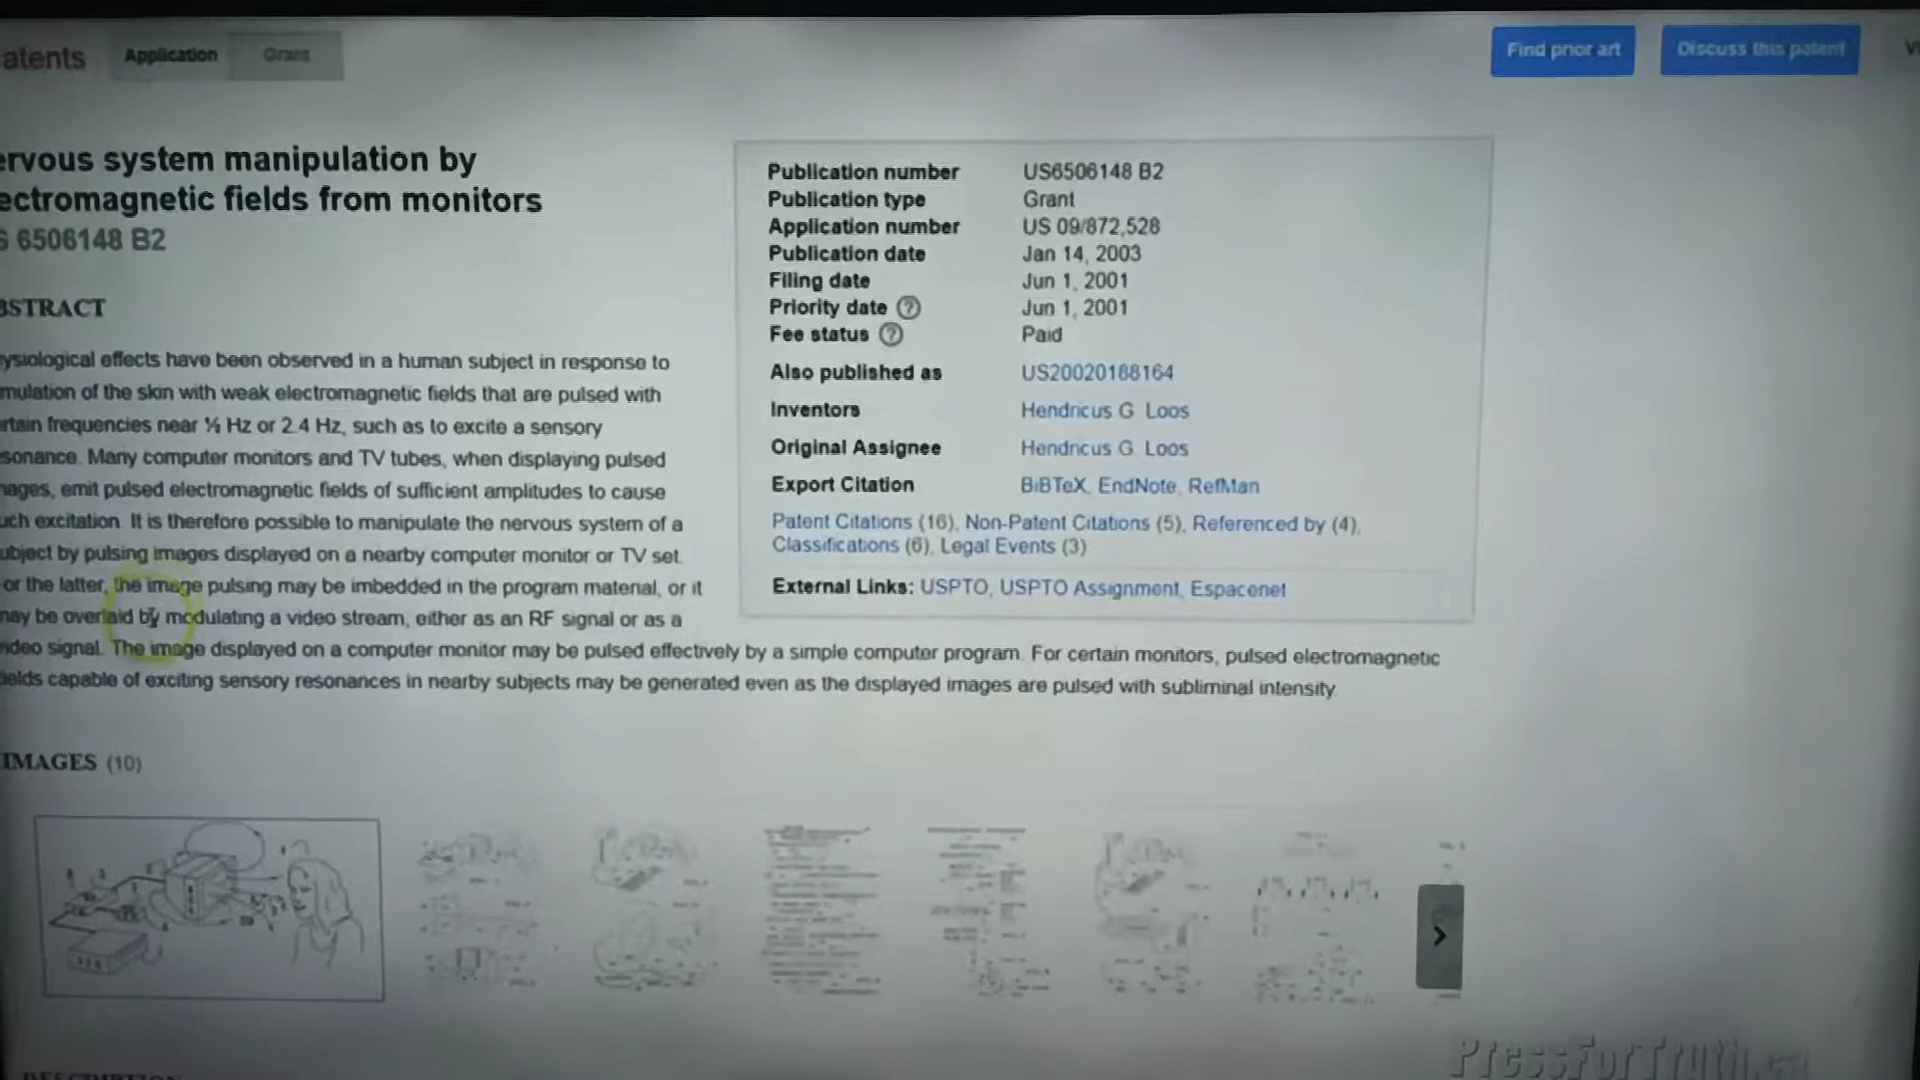 atents
Application
Grant
Find prior art
Discuss this patent
ervous system manipulation by
ectromagnetic fields from monitors
6506148 B2
BSTRACT
ysiological effects have been observed in a human subject in response to
mulation of the skin with weak electromagnetic fields that are pulsed with
rtain frequencies near ½ Hz or 2.4 Hz, such as to excite a sensory
sonance. Many computer monitors and TV tubes, when displaying pulsed
ages, emit pulsed electromagnetic fields of sufficient amplitudes to cause
uch excitation. It is therefore possible to manipulate the nervous system of a
ubject by pulsing images displayed on a nearby computer monitor or TV set.
or the latter, the image pulsing may be imbedded in the program material, or it
may be overlaid by modulating a video stream, either as an RF signal or as a
ideo signal. The image displayed on a computer monitor may be pulsed effectively by a simple computer program. For certain monitors, pulsed electromagnetic
ields capable of exciting sensory resonances in nearby subjects may be generated even as the displayed images are pulsed with subliminal intensity.
Publication number US6506148 B2
Publication type Grant
Application number US 09/872,528
Publication date Jan 14, 2003
Filing date Jun 1, 2001
Priority date ? Jun 1, 2001
Fee status ? Paid
Also published as US20020188164
Inventors Hendricus G. Loos
Original Assignee Hendricus G. Loos
Export Citation BiBTeX, EndNote, RefMan
Patent Citations (16), Non-Patent Citations (5), Referenced by (4),
Classifications (6), Legal Events (3)
External Links: USPTO, USPTO Assignment, Espacenet
IMAGES (10)
DESCRIPTION
PressForTruth.ca